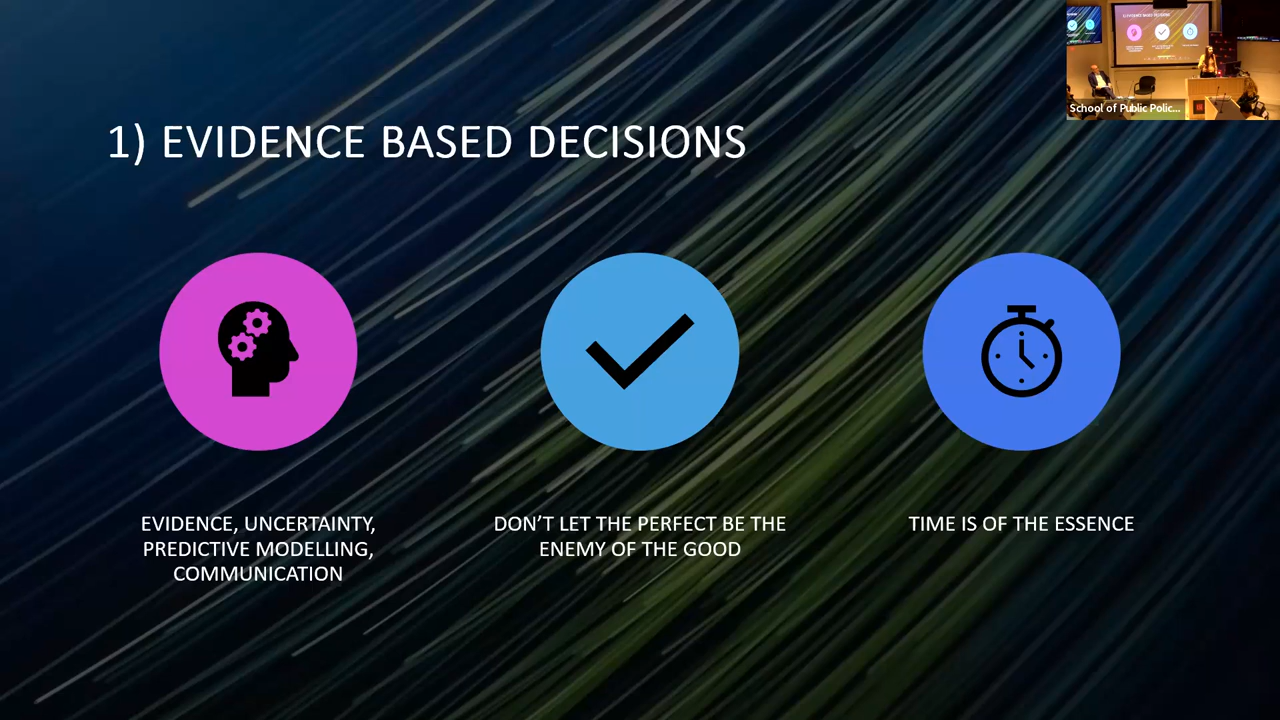 School of Public Polic...
1) EVIDENCE BASED DECISIONS
EVIDENCE, UNCERTAINTY,
PREDICTIVE MODELLING,
COMMUNICATION
DON’T LET THE PERFECT BE THE
ENEMY OF THE GOOD
TIME IS OF THE ESSENCE